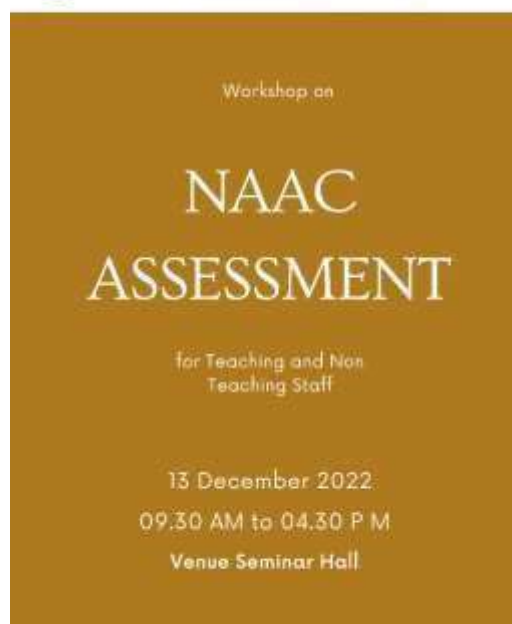 Workshop on
NAAC
ASSESSMENT
for Teaching and Non
Teaching Staff
13 December 2022
09.30 AM to 04.30 P M
Venue Seminar Hall